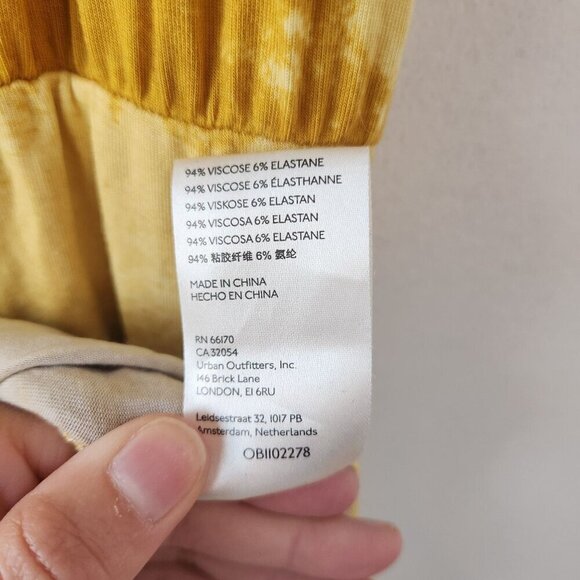 94% VISCOSE 6% ELASTANE
94% VISCOSE 6% ÉLASTHANNE
94% VISKOSE 6% ELASTAN
94% VISCOSA 6% ELASTAN
94% VISCOSA 6% ELASTANE
94% 粘胶纤维 6% 氨纶
MADE IN CHINA
HECHO EN CHINA
RN 66170
CA 32054
Urban Outfitters, Inc.
146 Brick Lane
LONDON, E1 6RU
Leidsestraat 32, 1017 PB
Amsterdam, Netherlands
OB1102278